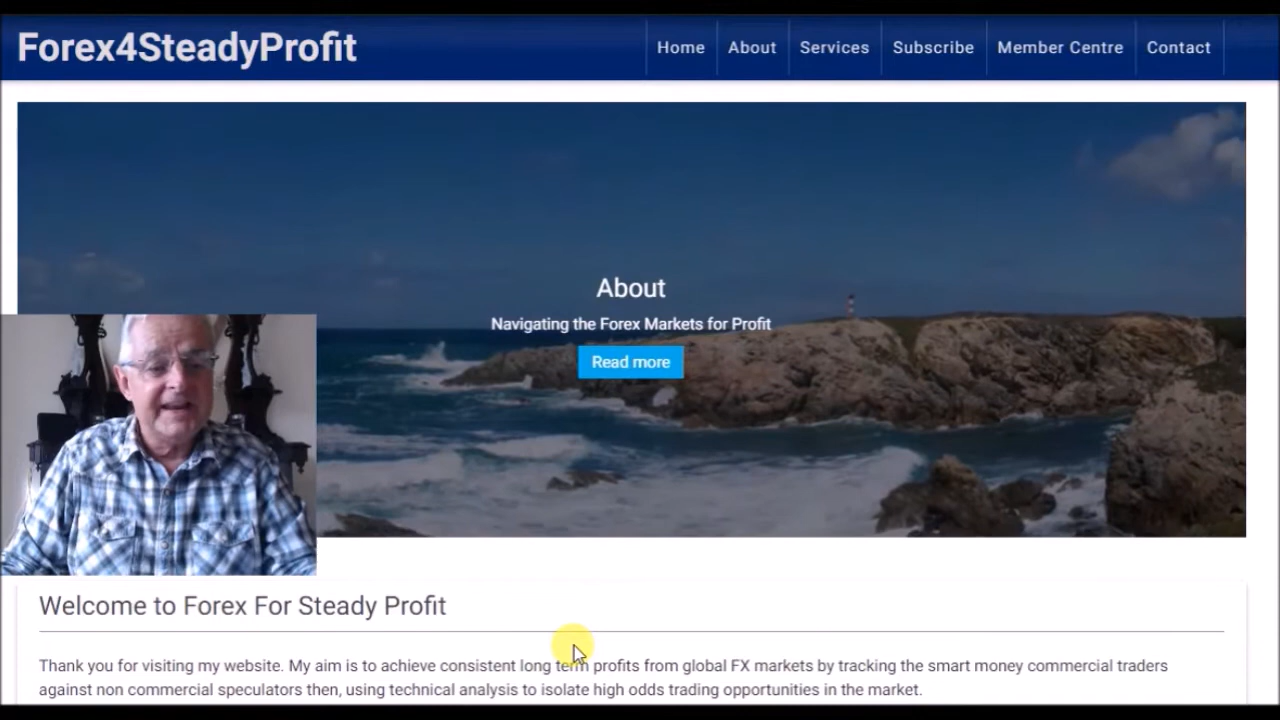 Forex4SteadyProfit
Home About Services Subscribe Member Centre Contact
About
Navigating the Forex Markets for Profit
Read more
Welcome to Forex For Steady Profit
Thank you for visiting my website. My aim is to achieve consistent long term profits from global FX markets by tracking the smart money commercial traders
against non commercial speculators then, using technical analysis to isolate high odds trading opportunities in the market.